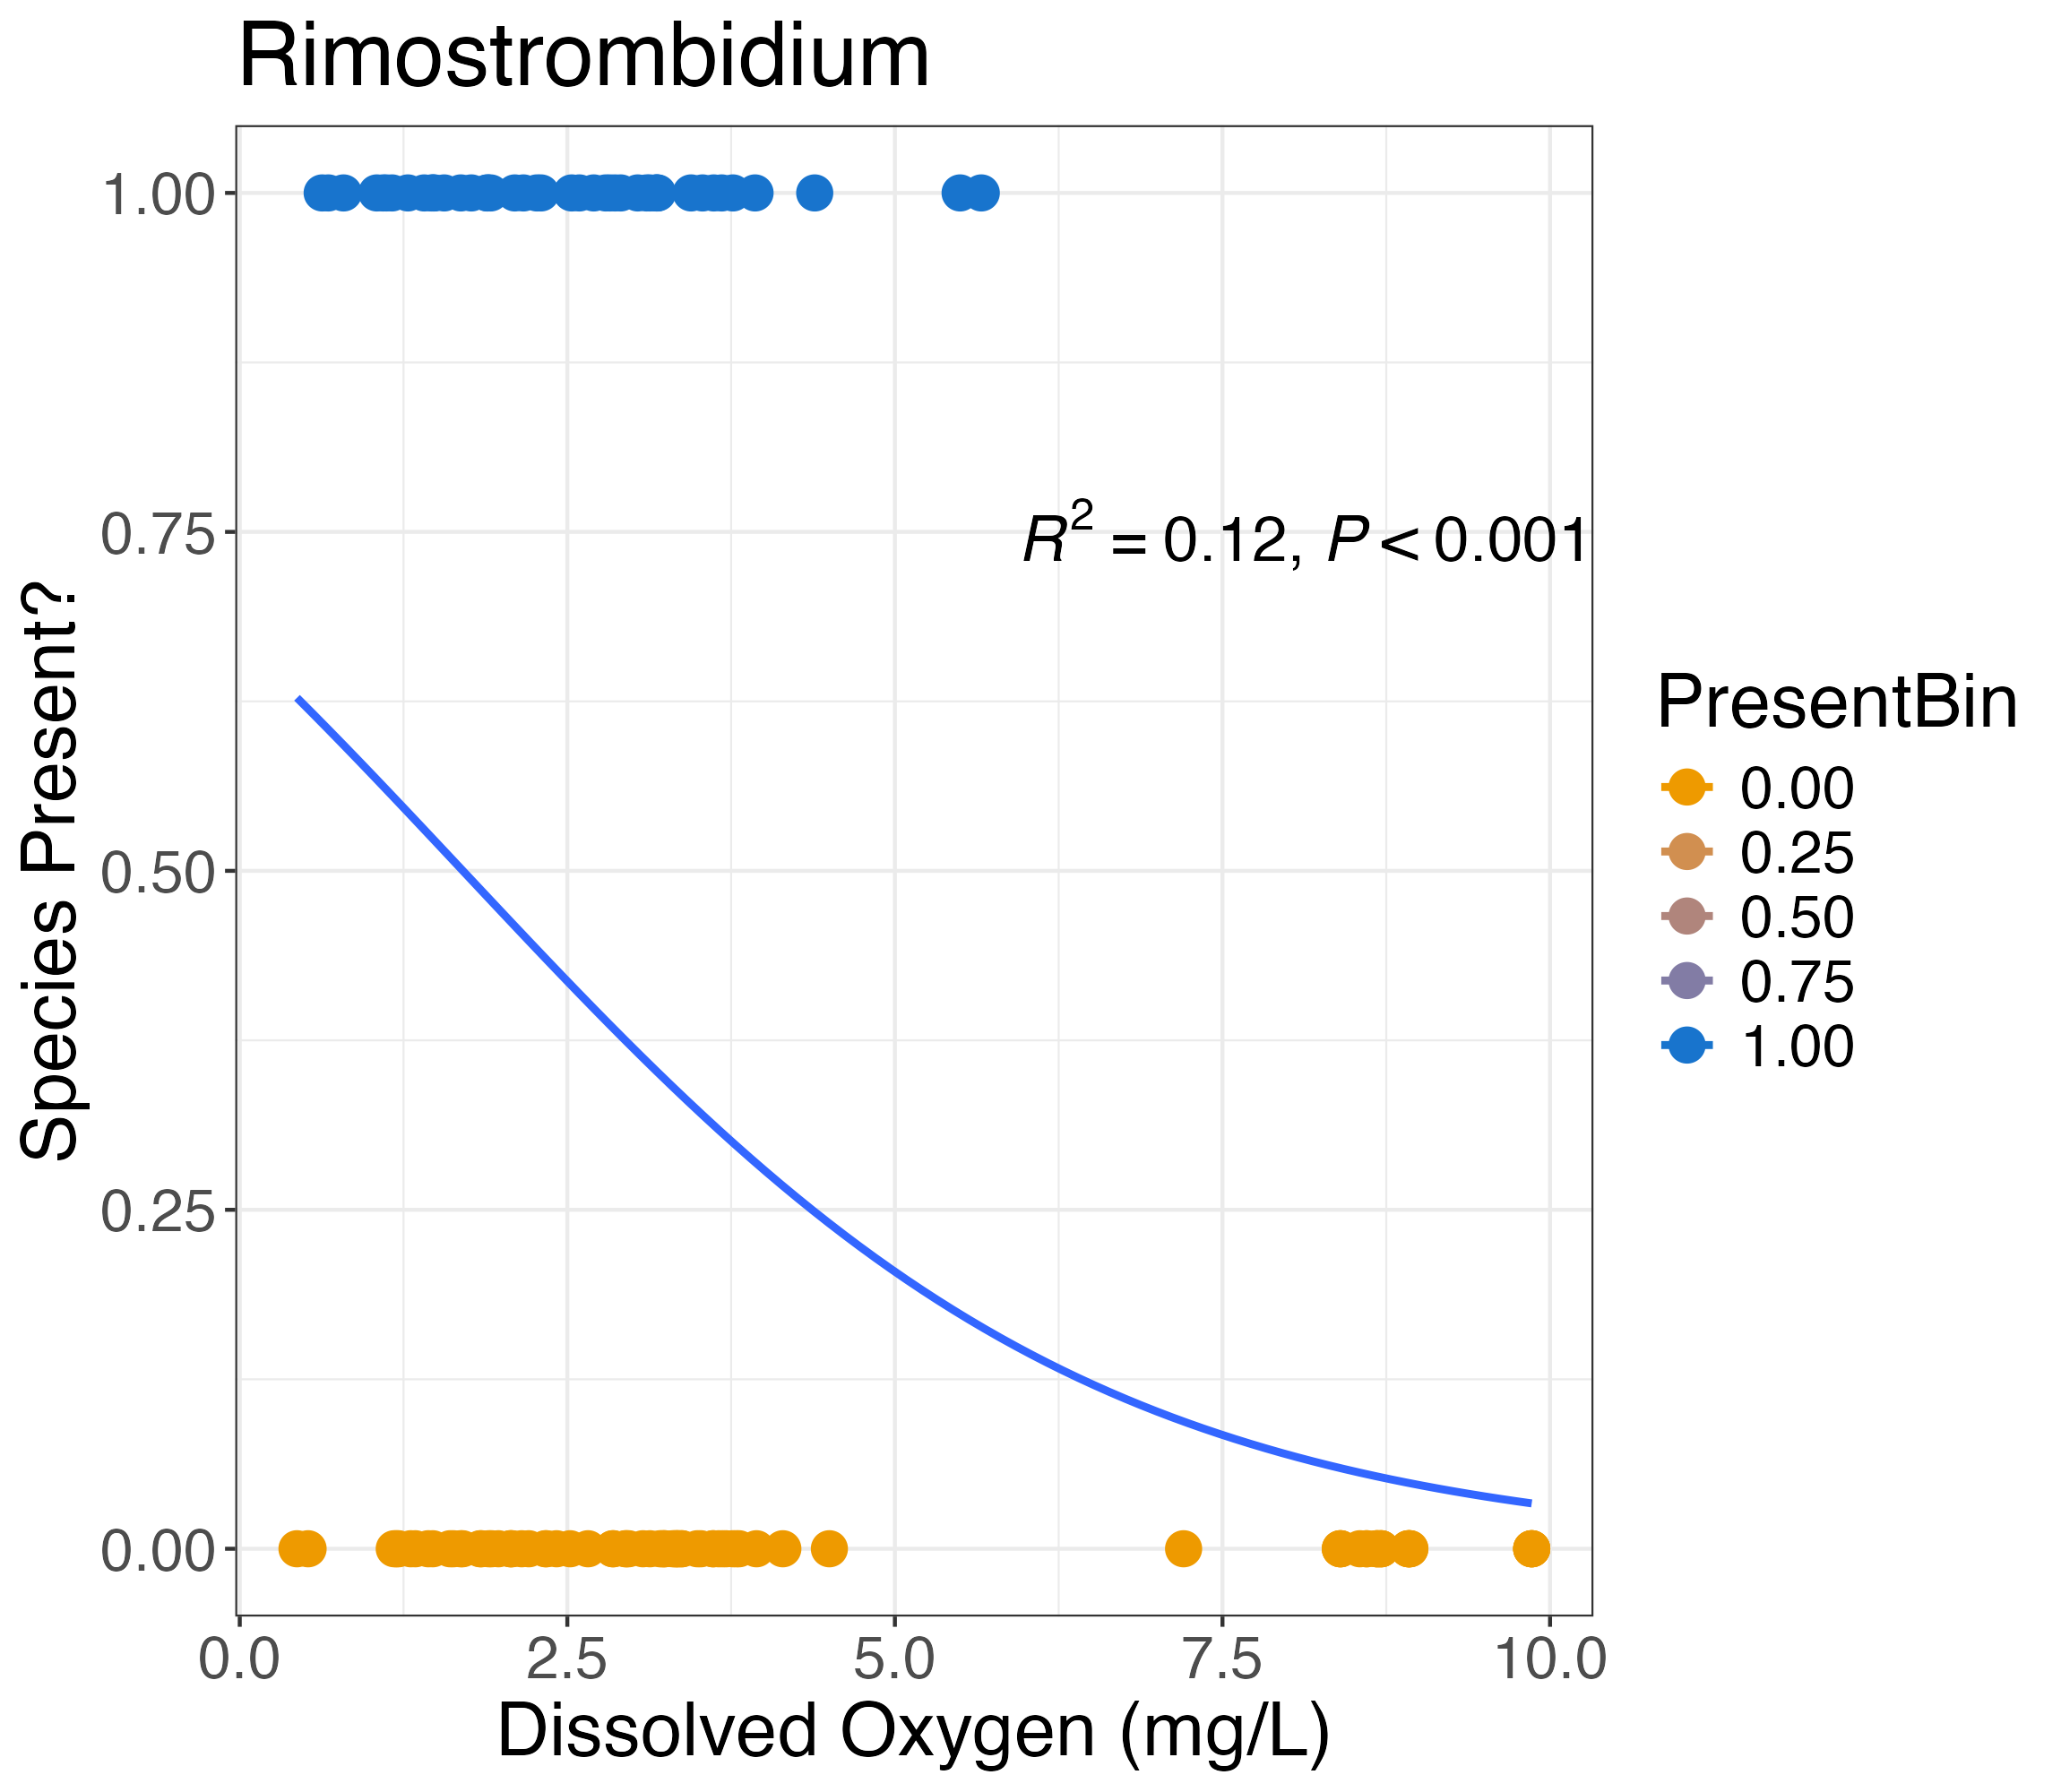 Rimostrombidium
1.00
0.75
0.50
0.25
0.00
Species Present?
R² = 0.12, P < 0.001
0.0 2.5 5.0 7.5 10.0
Dissolved Oxygen (mg/L)
PresentBin
0.00
0.25
0.50
0.75
1.00